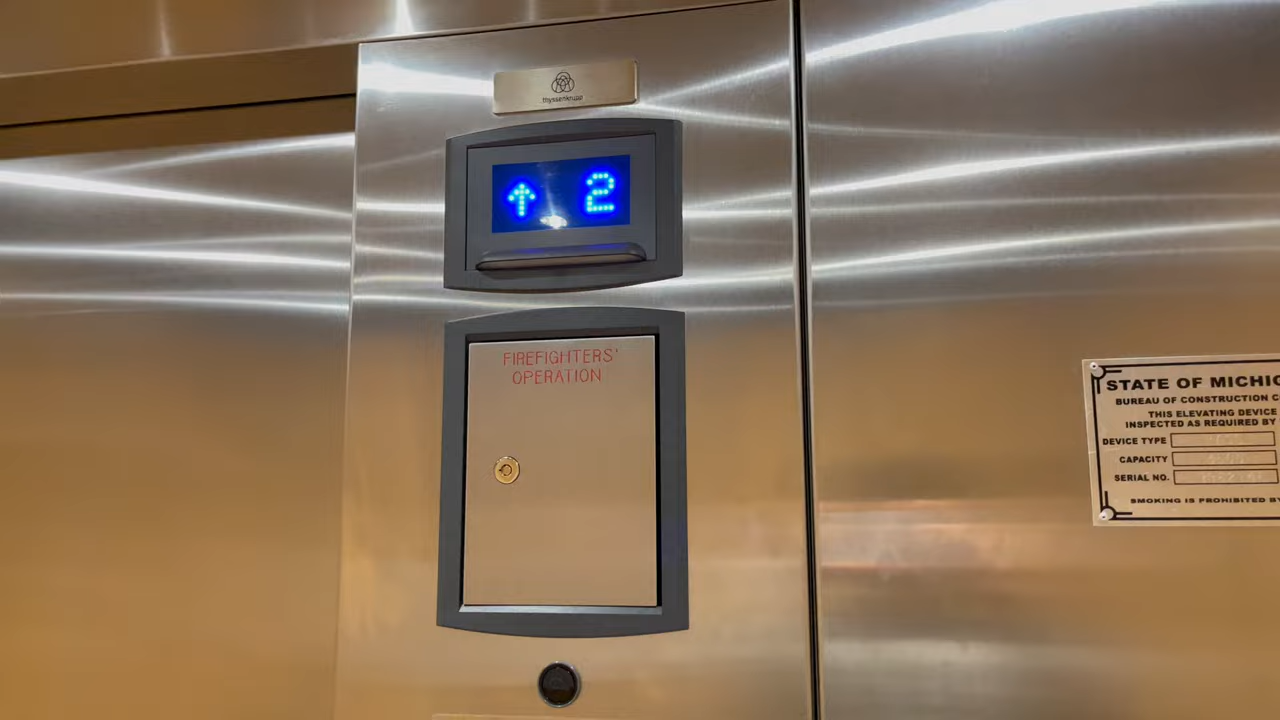 thyssenkrupp
↑ 2
FIREFIGHTERS'
OPERATION
STATE OF MICHIG
BUREAU OF CONSTRUCTION C
THIS ELEVATING DEVICE
INSPECTED AS REQUIRED BY
DEVICE TYPE
CAPACITY
SERIAL NO.
SMOKING IS PROHIBITED BY